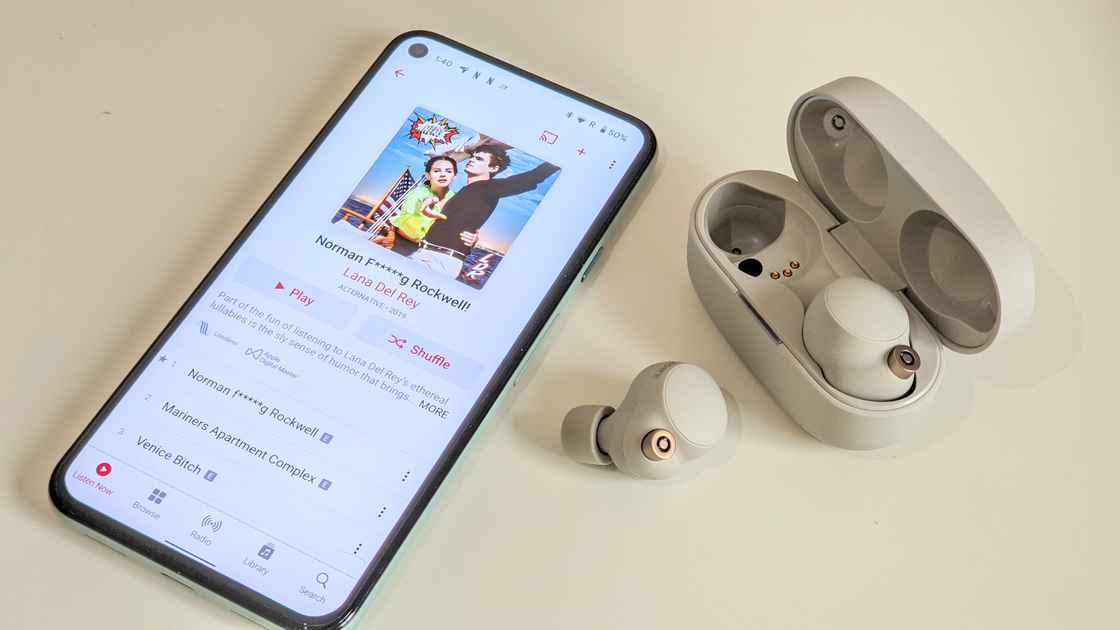 5:40
50%
R
LDR
Norman F*****g Rockwell!
Lana Del Rey
ALTERNATIVE • 2019
Play
Shuffle
Part of the fun of listening to Lana Del Rey's ethereal
lullabies is the sly sense of humor that brings... MORE
Lossless
Apple
Digital Master
1 Norman f*****g Rockwell E
2 Mariners Apartment Complex E
3 Venice Bitch E
Listen Now
Browse
Radio
Library
Search